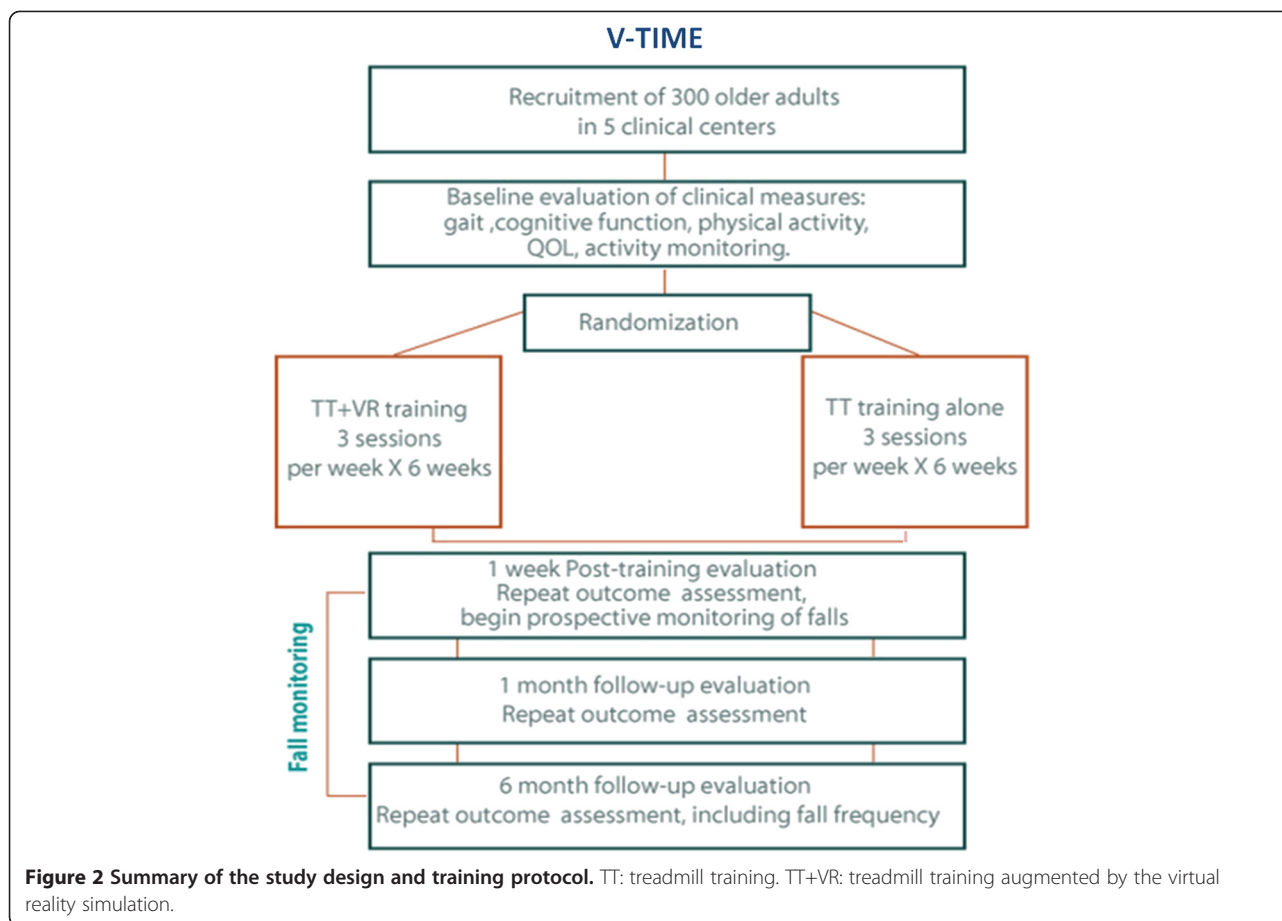 V-TIME
Recruitment of 300 older adults
in 5 clinical centers
Baseline evaluation of clinical measures:
gait ,cognitive function, physical activity,
QOL, activity monitoring.
Randomization
TT+VR training
3 sessions
per week X 6 weeks
TT training alone
3 sessions
per week X 6 weeks
1 week Post-training evaluation
Repeat outcome assessment,
begin prospective monitoring of falls
Fall monitoring
1 month follow-up evaluation
Repeat outcome assessment
6 month follow-up evaluation
Repeat outcome assessment, including fall frequency
Figure 2 Summary of the study design and training protocol. TT: treadmill training. TT+VR: treadmill training augmented by the virtual
reality simulation.